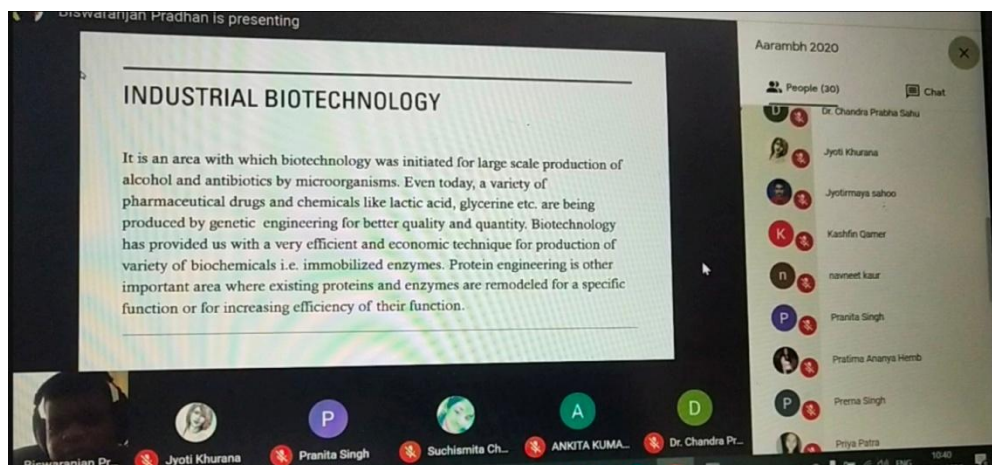 Biswaranjan Pradhan is presenting
INDUSTRIAL BIOTECHNOLOGY
It is an area with which biotechnology was initiated for large scale production of
alcohol and antibiotics by microorganisms. Even today, a variety of
pharmaceutical drugs and chemicals like lactic acid, glycerine etc. are being
produced by genetic engineering for better quality and quantity. Biotechnology
has provided us with a very efficient and economic technique for production of
variety of biochemicals i.e. immobilized enzymes. Protein engineering is other
important area where existing proteins and enzymes are remodeled for a specific
function or for increasing efficiency of their function.
Biswaranjan Pr...
Jyoti Khurana
P
Pranita Singh
Suchismita Ch...
A
ANKITA KUMA...
D
Dr. Chandra Pr...
Aarambh 2020
People (30)
Chat
D
Dr. Chandra Prabha Sahu
Jyoti Khurana
Jyotirmaya sahoo
K
Kashfin Qamer
n
navneet kaur
P
Pranita Singh
Pratima Ananya Hemb
P
Prerna Singh
Priya Patra
ENG
10:40